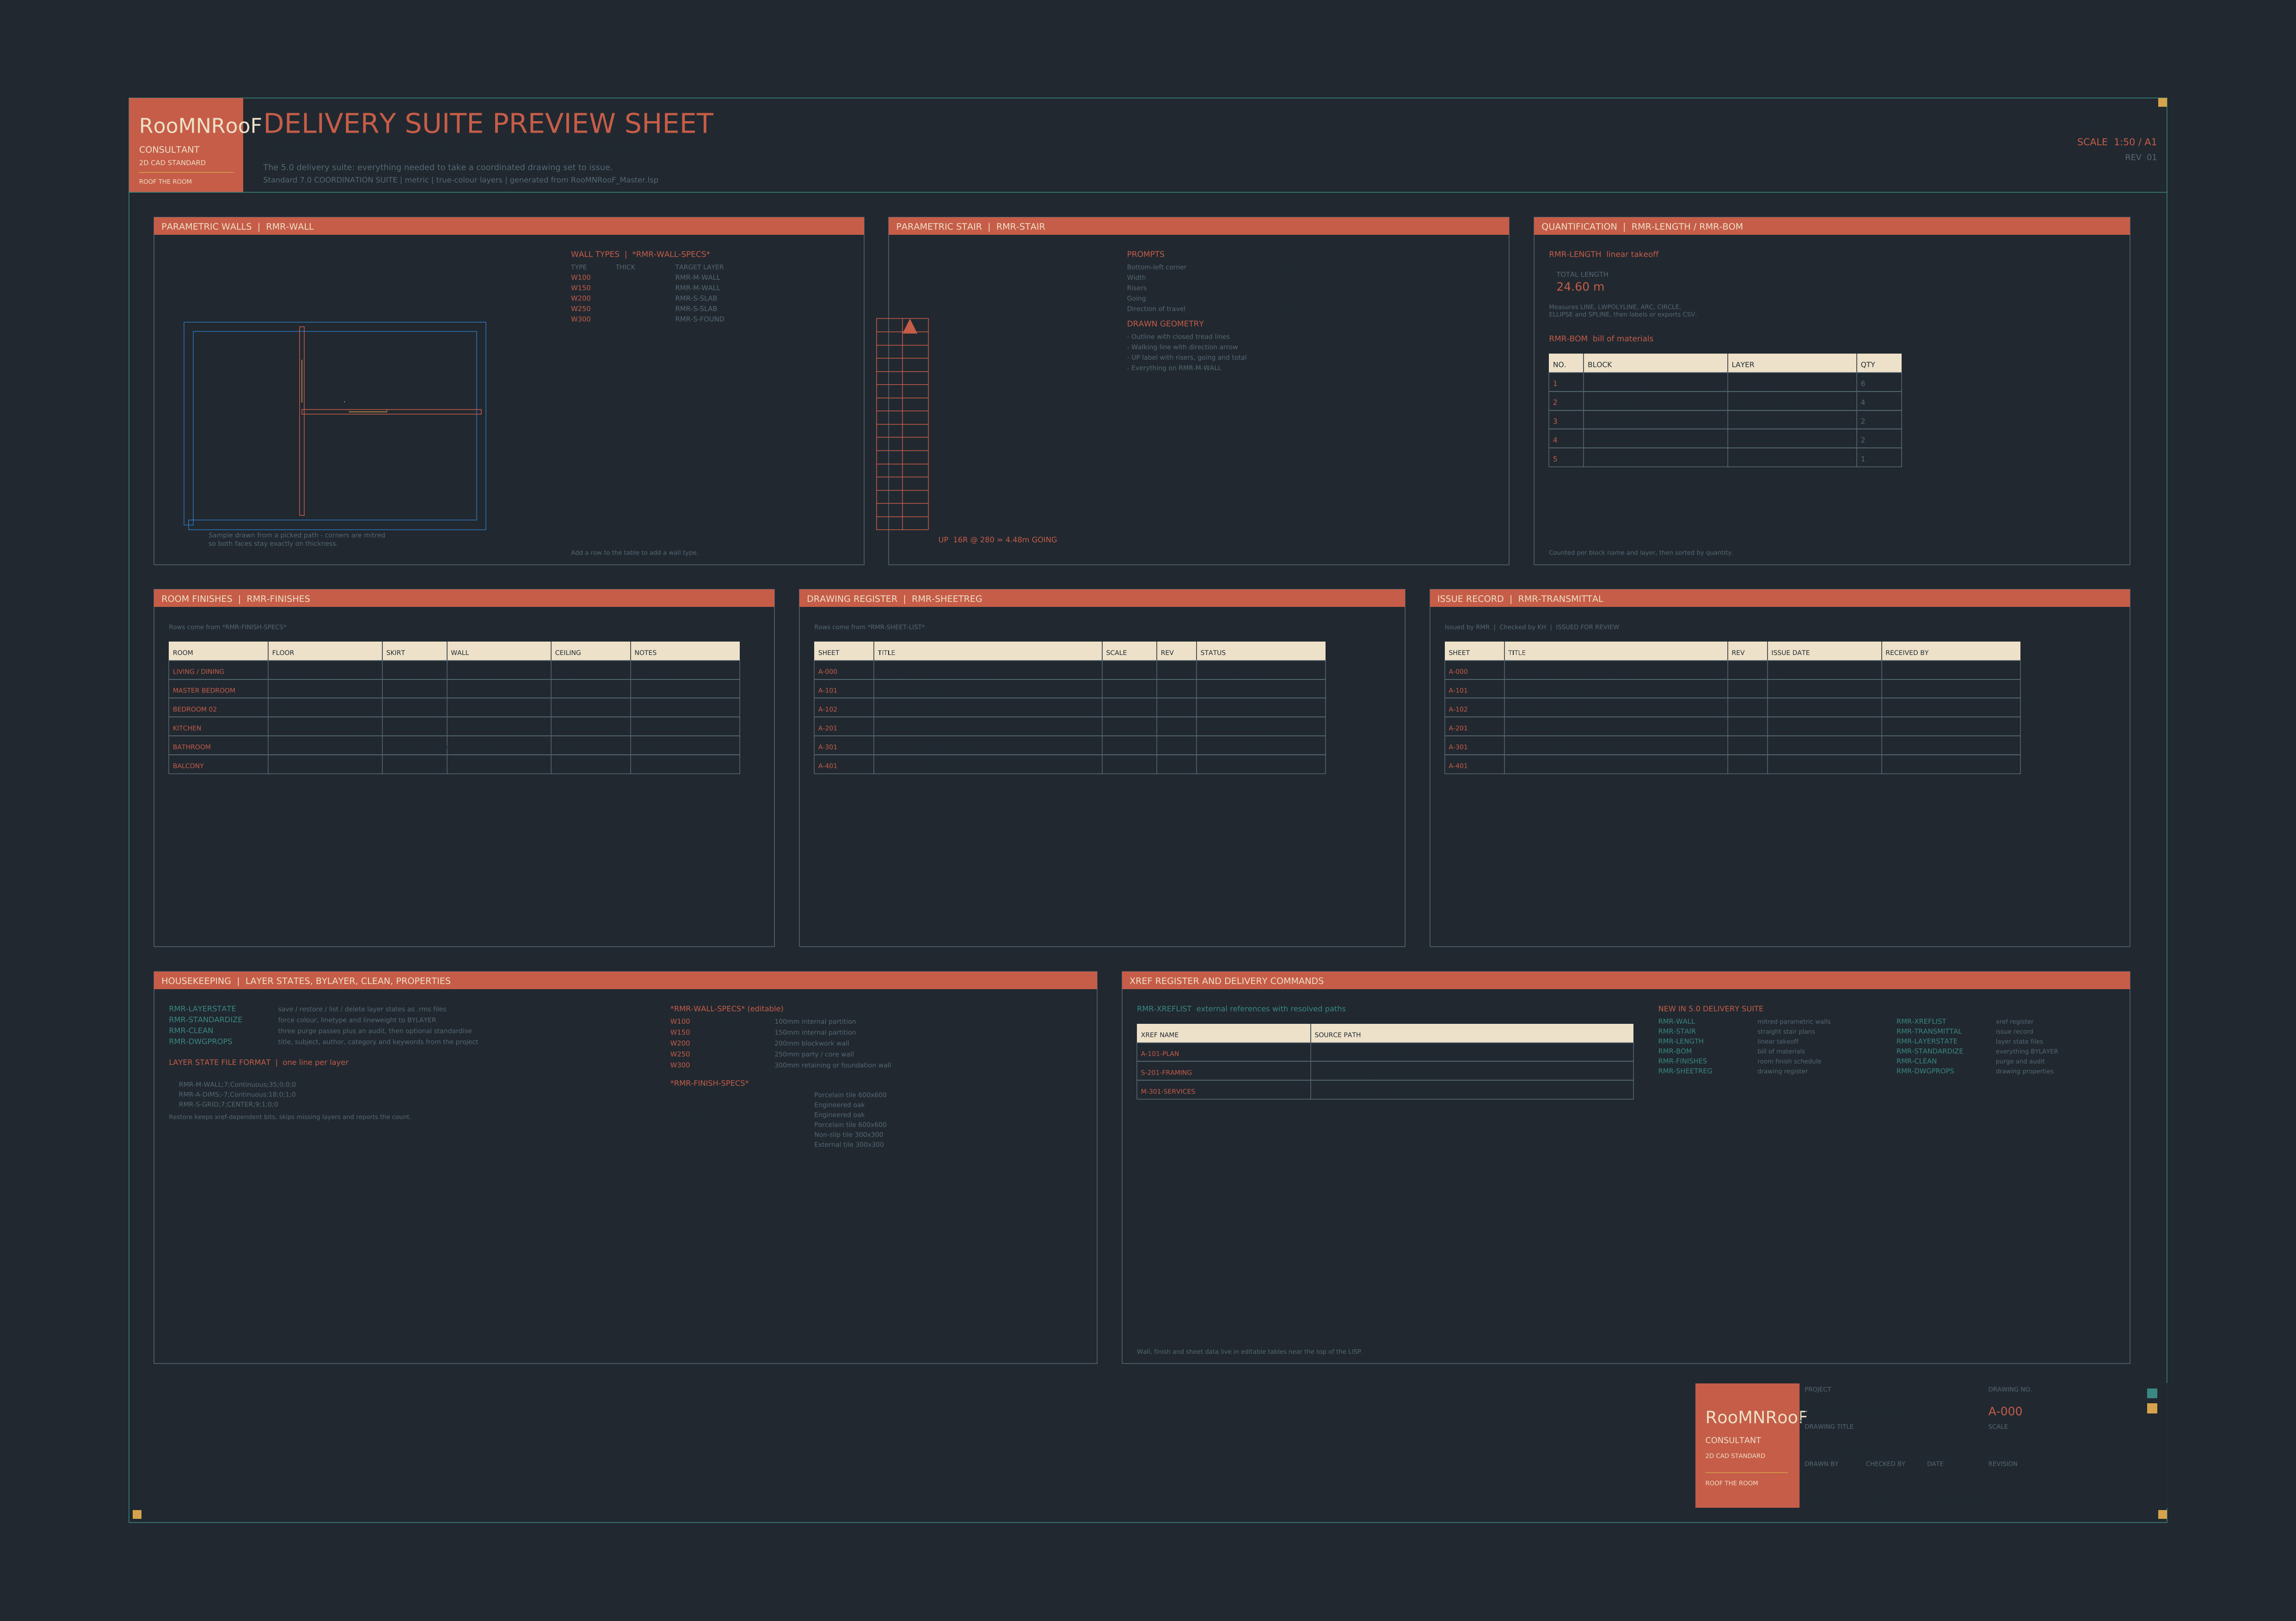 RooMNRooF
CONSULTANT
2D CAD STANDARD
ROOF THE ROOM
DELIVERY SUITE PREVIEW SHEET
The 5.0 delivery suite: everything needed to take a coordinated drawing set to issue.
Standard 7.0 COORDINATION SUITE | metric | true-colour layers | generated from RooMNRooF_Master.lsp
SCALE 1:50 / A1
REV 01
PARAMETRIC WALLS | RMR-WALL
WALL TYPES | *RMR-WALL-SPECS*
TYPE THICK TARGET LAYER
W100 RMR-M-WALL
W150 RMR-M-WALL
W200 RMR-S-SLAB
W250 RMR-S-SLAB
W300 RMR-S-FOUND
Sample drawn from a picked path - corners are mitred
so both faces stay exactly on thickness.
Add a row to the table to add a wall type.
PARAMETRIC STAIR | RMR-STAIR
PROMPTS
Bottom-left corner
Width
Risers
Going
Direction of travel
DRAWN GEOMETRY
- Outline with closed tread lines
- Walking line with direction arrow
- UP label with risers, going and total
- Everything on RMR-M-WALL
UP 16R @ 280 = 4.48m GOING
QUANTIFICATION | RMR-LENGTH / RMR-BOM
RMR-LENGTH linear takeoff
TOTAL LENGTH
24.60 m
Measures LINE, LWPOLYLINE, ARC, CIRCLE,
ELLIPSE and SPLINE, then labels or exports CSV.
RMR-BOM bill of materials
NO. BLOCK LAYER QTY
1 6
2 4
3 2
4 2
5 1
Counted per block name and layer, then sorted by quantity.
ROOM FINISHES | RMR-FINISHES
Rows come from *RMR-FINISH-SPECS*
ROOM FLOOR SKIRT WALL CEILING NOTES
LIVING / DINING
MASTER BEDROOM
BEDROOM 02
KITCHEN
BATHROOM
BALCONY
DRAWING REGISTER | RMR-SHEETREG
Rows come from *RMR-SHEET-LIST*
SHEET TITLE SCALE REV STATUS
A-000
A-101
A-102
A-201
A-301
A-401
ISSUE RECORD | RMR-TRANSMITTAL
Issued by RMR | Checked by KH | ISSUED FOR REVIEW
SHEET TITLE REV ISSUE DATE RECEIVED BY
A-000
A-101
A-102
A-201
A-301
A-401
HOUSEKEEPING | LAYER STATES, BYLAYER, CLEAN, PROPERTIES
RMR-LAYERSTATE save / restore / list / delete layer states as .rms files
RMR-STANDARDIZE force colour, linetype and lineweight to BYLAYER
RMR-CLEAN three purge passes plus an audit, then optional standardise
RMR-DWGPROPS title, subject, author, category and keywords from the project
LAYER STATE FILE FORMAT | one line per layer
RMR-M-WALL;7;Continuous;35;0;0;0
RMR-A-DIMS;-7;Continuous;18;0;1;0
RMR-S-GRID;7;CENTER;9;1;0;0
Restore keeps xref-dependent bits, skips missing layers and reports the count.
*RMR-WALL-SPECS* (editable)
W100 100mm internal partition
W150 150mm internal partition
W200 200mm blockwork wall
W250 250mm party / core wall
W300 300mm retaining or foundation wall
*RMR-FINISH-SPECS*
Porcelain tile 600x600
Engineered oak
Engineered oak
Porcelain tile 600x600
Non-slip tile 300x300
External tile 300x300
XREF REGISTER AND DELIVERY COMMANDS
RMR-XREFLIST external references with resolved paths
XREF NAME SOURCE PATH
A-101-PLAN
S-201-FRAMING
M-301-SERVICES
NEW IN 5.0 DELIVERY SUITE
RMR-WALL mitred parametric walls RMR-XREFLIST xref register
RMR-STAIR straight stair plans RMR-TRANSMITTAL issue record
RMR-LENGTH linear takeoff RMR-LAYERSTATE layer state files
RMR-BOM bill of materials RMR-STANDARDIZE everything BYLAYER
RMR-FINISHES room finish schedule RMR-CLEAN purge and audit
RMR-SHEETREG drawing register RMR-DWGPROPS drawing properties
Wall, finish and sheet data live in editable tables near the top of the LISP.
RooMNRooF
CONSULTANT
2D CAD STANDARD
ROOF THE ROOM
PROJECT DRAWING NO.
A-000
DRAWING TITLE SCALE
DRAWN BY CHECKED BY DATE REVISION